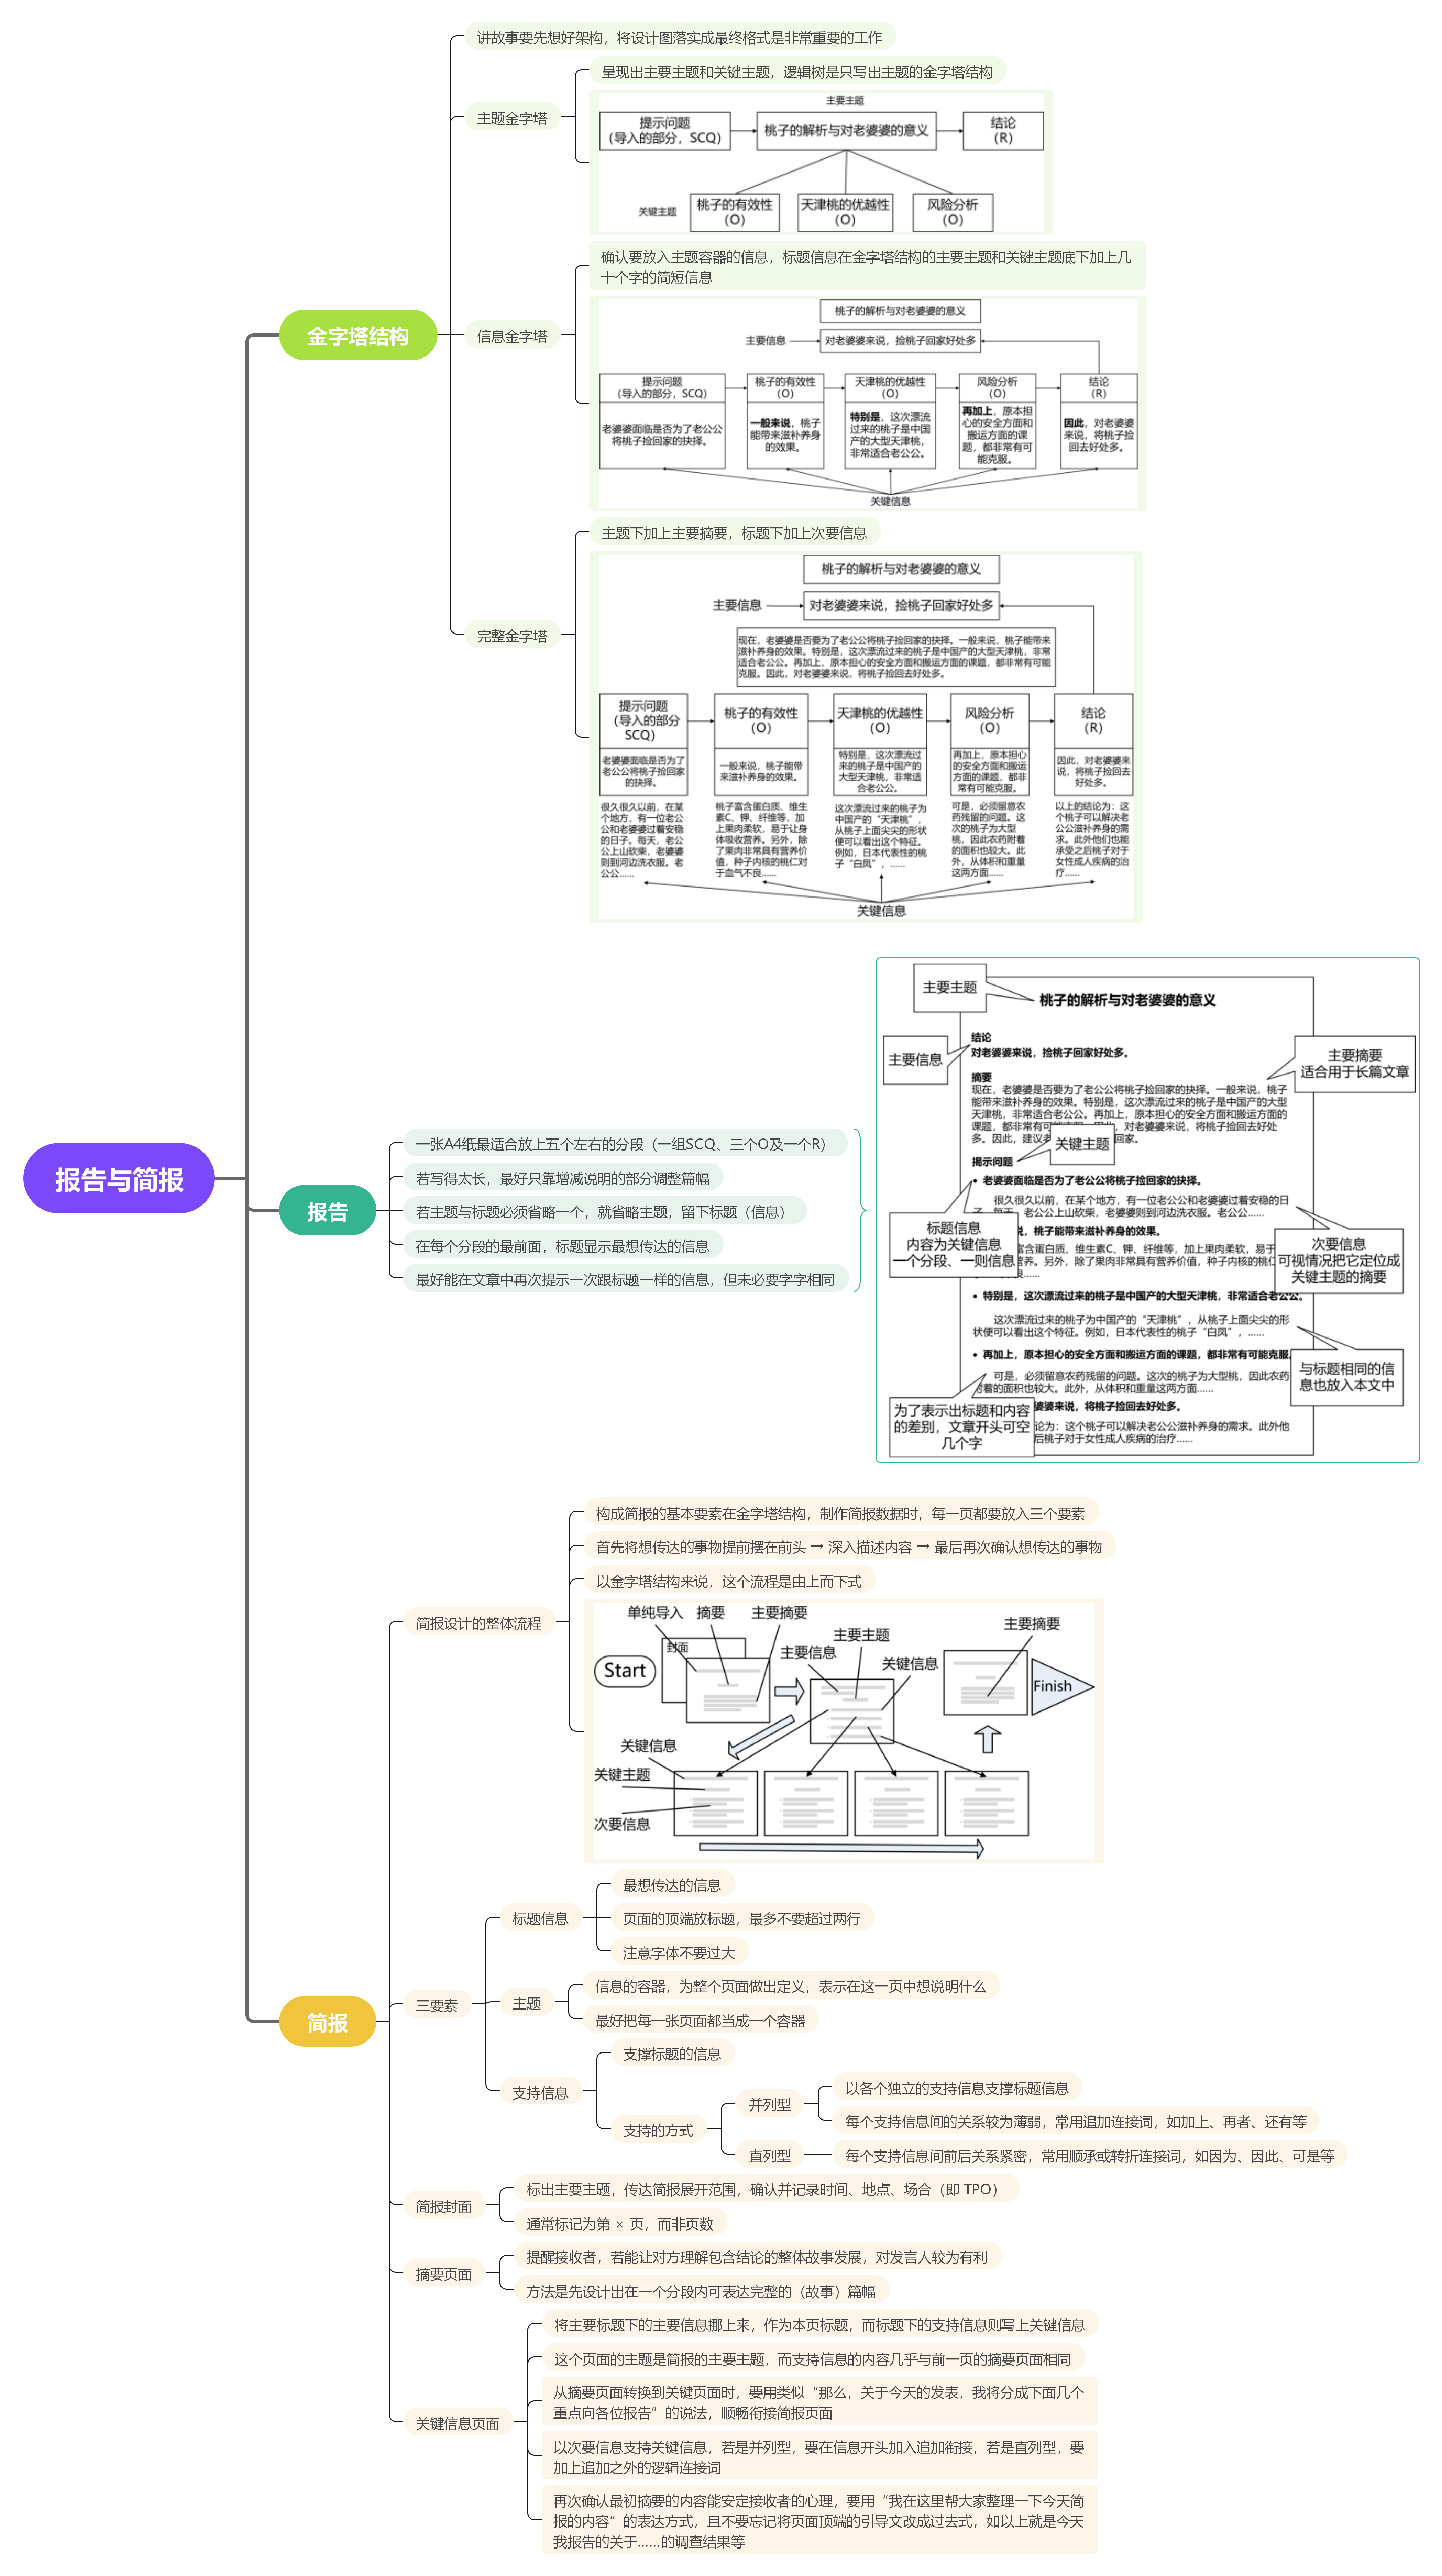 报告与简报
金字塔结构
讲故事要先想好架构，将设计图落实成最终格式是非常重要的工作
主题金字塔
呈现出主要主题和关键主题，逻辑树是只写出主题的金字塔结构
主要主题
提示问题
（导入的部分，SCQ）
桃子的解析与对老婆婆的意义
结论
（R）
关键主题
桃子的有效性
（O）
天津桃的优越性
（O）
风险分析
（O）
信息金字塔
确认要放入主题容器的信息，标题信息在金字塔结构的主要主题和关键主题底下加上几
十个字的简短信息
桃子的解析与对老婆婆的意义
主要信息
对老婆婆来说，捡桃子回家好处多
提示问题
（导入的部分，SCQ）
桃子的有效性
（O）
天津桃的优越性
（O）
风险分析
（O）
结论
（R）
老婆婆面临是否为了老公公
将桃子捡回家的抉择。
一般来说，桃子
能带来滋补养身
的效果。
特别是，这次漂流
过来的桃子是中国
产的大型天津桃，
非常适合老公公。
再加上，原本担
心的安全方面和
搬运方面的课
题，都非常有可
能克服。
因此，对老婆婆
来说，将桃子捡
回去好处多。
关键信息
完整金字塔
主题下加上主要摘要，标题下加上次要信息
桃子的解析与对老婆婆的意义
主要信息
对老婆婆来说，捡桃子回家好处多
现在，老婆婆是否要为了老公公将桃子捡回家的抉择。一般来说，桃子能带来
滋补养身的效果。特别是，这次漂流过来的桃子是中国产的大型天津桃，非常
适合老公公。再加上，原本担心的安全方面和搬运方面的课题，都非常有可能
克服。因此，对老婆婆来说，将桃子捡回去好处多。
提示问题
（导入的部分
SCQ）
桃子的有效性
（O）
天津桃的优越性
（O）
风险分析
（O）
结论
（R）
老婆婆面临是否为了
老公公将桃子捡回家
的抉择。
一般来说，桃子能带
来滋补养身的效果。
特别是，这次漂流过
来的桃子是中国产的
大型天津桃，非常适
合老公公。
再加上，原本担心
的安全方面和搬运
方面的课题，都非
常有可能克服。
因此，对老婆婆来
说，将桃子捡回去
好处多。
很久很久以前，在某
个地方，有一位老公
公和老婆婆过着安稳
的日子。每天，老公
公上山砍柴，老婆婆
则到河边洗衣服。老
公公……
桃子富含蛋白质、维生
素C、钾、纤维等，加
上果肉柔软，易于让身
体吸收营养。另外，除
了果肉非常具有营养价
值，种子内核的桃仁对
于血气不良……
这次漂流过来的桃子为
中国产的“天津桃”，
从桃子上面尖尖的形状
便可以看出这个特征。
例如，日本代表性的桃
子“白凤”，……
可是，必须留意农
药残留的问题。这
次的桃子为大型
桃，因此农药附着
的面积也较大。此
外，从体积和重量
这两方面……
以上的结论为：这
个桃子可以解决老
公公滋补养身的需
求。此外他们也能
承受之后桃子对于
女性成人疾病的治
疗……
关键信息
报告
一张A4纸最适合放上五个左右的分段（一组SCQ、三个O及一个R）
若写得太长，最好只靠增减说明的部分调整篇幅
若主题与标题必须省略一个，就省略主题，留下标题（信息）
在每个分段的最前面，标题显示最想传达的信息
最好能在文章中再次提示一次跟标题一样的信息，但未必要字字相同
主要主题
桃子的解析与对老婆婆的意义
主要信息
结论
对老婆婆来说，捡桃子回家好处多。
主要摘要
适合用于长篇文章
摘要
现在，老婆婆是否要为了老公公将桃子捡回家的抉择。一般来说，桃子
能带来滋补养身的效果。特别是，这次漂流过来的桃子是中国产的大型
天津桃，非常适合老公公。再加上，原本担心的安全方面和搬运方面的
课题，都非常有 对老婆婆来说，将桃子捡回去好处
多。因此，建议 回家。
关键主题
揭示问题
• 老婆婆面临是否为了老公公将桃子捡回家的抉择。
很久很久以前，在某个地方，有一位老公公和老婆婆过着安稳的日
老公公上山砍柴，老婆婆则到河边洗衣服。老公公……
标题信息
内容为关键信息
一个分段、一则信息
说，桃子能带来滋补养身的效果。
富含蛋白质、维生素C、钾、纤维等，加上果肉柔软，易于
营养。另外，除了果肉非常具有营养价值，种子内核的桃仁
……
次要信息
可视情况把它定位成
关键主题的摘要
• 特别是，这次漂流过来的桃子是中国产的大型天津桃，非常适合老公公。
这次漂流过来的桃子为中国产的“天津桃”，从桃子上面尖尖的形
状便可以看出这个特征。例如，日本代表性的桃子“白凤”，……
• 再加上，原本担心的安全方面和搬运方面的课题，都非常有可能克服。
与标题相同的信
息也放入本文中
可是，必须留意农药残留的问题。这次的桃子为大型桃，因此农药
附着的面积也较大。此外，从体积和重量这两方面……
为了表示出标题和内容
的差别，文章开头可空
几个字
婆婆来说，将桃子捡回去好处多。
论为：这个桃子可以解决老公公滋补养身的需求。此外他
后桃子对于女性成人疾病的治疗……
简报
简报设计的整体流程
构成简报的基本要素在金字塔结构，制作简报数据时，每一页都要放入三个要素
首先将想传达的事物提前摆在前头 → 深入描述内容 → 最后再次确认想传达的事物
以金字塔结构来说，这个流程是由上而下式
单纯导入 摘要 主要摘要
封面
Start
主要信息
主要主题
关键信息
主要摘要
Finish
关键信息
关键主题
次要信息
三要素
标题信息
最想传达的信息
页面的顶端放标题，最多不要超过两行
注意字体不要过大
主题
信息的容器，为整个页面做出定义，表示在这一页中想说明什么
最好把每一张页面都当成一个容器
支持信息
支撑标题的信息
支持的方式
并列型
以各个独立的支持信息支撑标题信息
每个支持信息间的关系较为薄弱，常用追加连接词，如加上、再者、还有等
直列型
每个支持信息间前后关系紧密，常用顺承或转折连接词，如因为、因此、可是等
简报封面
标出主要主题，传达简报展开范围，确认并记录时间、地点、场合（即 TPO）
通常标记为第 × 页，而非页数
摘要页面
提醒接收者，若能让对方理解包含结论的整体故事发展，对发言人较为有利
方法是先设计出在一个分段内可表达完整的（故事）篇幅
关键信息页面
将主要标题下的主要信息挪上来，作为本页标题，而标题下的支持信息则写上关键信息
这个页面的主题是简报的主要主题，而支持信息的内容几乎与前一页的摘要页面相同
从摘要页面转换到关键页面时，要用类似“那么，关于今天的发表，我将分成下面几个
重点向各位报告”的说法，顺畅衔接简报页面
以次要信息支持关键信息，若是并列型，要在信息开头加入追加衔接，若是直列型，要
加上追加之外的逻辑连接词
再次确认最初摘要的内容能安定接收者的心理，要用“我在这里帮大家整理一下今天简
报的内容”的表达方式，且不要忘记将页面顶端的引导文改成过去式，如以上就是今天
我报告的关于……的调查结果等